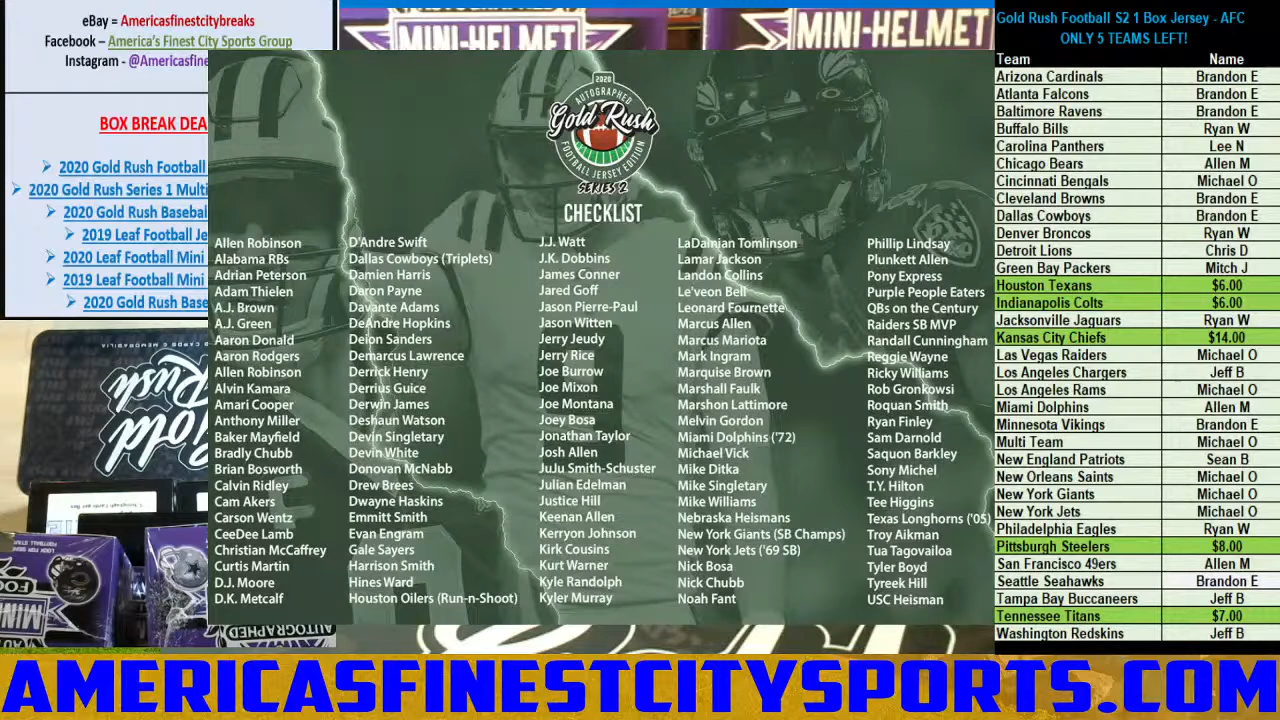 eBay = Americasfinestcitybreaks
Facebook – America's Finest City Sports Group
Instagram - @Americasfine
BOX BREAK DEA
2020 Gold Rush Football
2020 Gold Rush Series 1 Multi
2020 Gold Rush Basebal
2019 Leaf Football Je
2020 Leaf Football Mini
2019 Leaf Football Mini
2020 Gold Rush Base
MINI-HELMET
MINI-HELMET
2020
AUTOGRAPHED
Gold Rush
FOOTBALL JERSEY EDITION
SERIES 2
CHECKLIST
Allen Robinson
Alabama RBs
Adrian Peterson
Adam Thielen
A.J. Brown
A.J. Green
Aaron Donald
Aaron Rodgers
Allen Robinson
Alvin Kamara
Amari Cooper
Anthony Miller
Baker Mayfield
Bradly Chubb
Brian Bosworth
Calvin Ridley
Cam Akers
Carson Wentz
CeeDee Lamb
Christian McCaffrey
Curtis Martin
D.J. Moore
D.K. Metcalf
D'Andre Swift
Dallas Cowboys (Triplets)
Damien Harris
Daron Payne
Davante Adams
DeAndre Hopkins
Deion Sanders
Demarcus Lawrence
Derrick Henry
Derrius Guice
Derwin James
Deshaun Watson
Devin Singletary
Devin White
Donovan McNabb
Drew Brees
Dwayne Haskins
Emmitt Smith
Evan Engram
Gale Sayers
Harrison Smith
Hines Ward
Houston Oilers (Run-n-Shoot)
J.J. Watt
J.K. Dobbins
James Conner
Jared Goff
Jason Pierre-Paul
Jason Witten
Jerry Jeudy
Jerry Rice
Joe Burrow
Joe Mixon
Joe Montana
Joey Bosa
Jonathan Taylor
Josh Allen
JuJu Smith-Schuster
Julian Edelman
Justice Hill
Keenan Allen
Kerryon Johnson
Kirk Cousins
Kurt Warner
Kyle Randolph
Kyler Murray
LaDainian Tomlinson
Lamar Jackson
Landon Collins
Le'veon Bell
Leonard Fournette
Marcus Allen
Marcus Mariota
Mark Ingram
Marquise Brown
Marshall Faulk
Marshon Lattimore
Melvin Gordon
Miami Dolphins ('72)
Michael Vick
Mike Ditka
Mike Singletary
Mike Williams
Nebraska Heismans
New York Giants (SB Champs)
New York Jets ('69 SB)
Nick Bosa
Nick Chubb
Noah Fant
Phillip Lindsay
Plunkett Allen
Pony Express
Purple People Eaters
QBs on the Century
Raiders SB MVP
Randall Cunningham
Reggie Wayne
Ricky Williams
Rob Gronkowsi
Roquan Smith
Ryan Finley
Sam Darnold
Saquon Barkley
Sony Michel
T.Y. Hilton
Tee Higgins
Texas Longhorns ('05)
Troy Aikman
Tua Tagovailoa
Tyler Boyd
Tyreek Hill
USC Heisman
Gold Rush Football S2 1 Box Jersey - AFC
ONLY 5 TEAMS LEFT!
Team Name
Arizona Cardinals Brandon E
Atlanta Falcons Brandon E
Baltimore Ravens Brandon E
Buffalo Bills Ryan W
Carolina Panthers Lee N
Chicago Bears Allen M
Cincinnati Bengals Michael O
Cleveland Browns Brandon E
Dallas Cowboys Brandon E
Denver Broncos Ryan W
Detroit Lions Chris D
Green Bay Packers Mitch J
Houston Texans $6.00
Indianapolis Colts $6.00
Jacksonville Jaguars Ryan W
Kansas City Chiefs $14.00
Las Vegas Raiders Michael O
Los Angeles Chargers Jeff B
Los Angeles Rams Michael O
Miami Dolphins Allen M
Minnesota Vikings Brandon E
Multi Team Michael O
New England Patriots Sean B
New Orleans Saints Michael O
New York Giants Michael O
New York Jets Michael O
Philadelphia Eagles Ryan W
Pittsburgh Steelers $8.00
San Francisco 49ers Allen M
Seattle Seahawks Brandon E
Tampa Bay Buccaneers Jeff B
Tennessee Titans $7.00
Washington Redskins Jeff B
Gold Rush
MINI
AUTOGRAPHED
AMERICASFINESTCITYSPORTS.COM